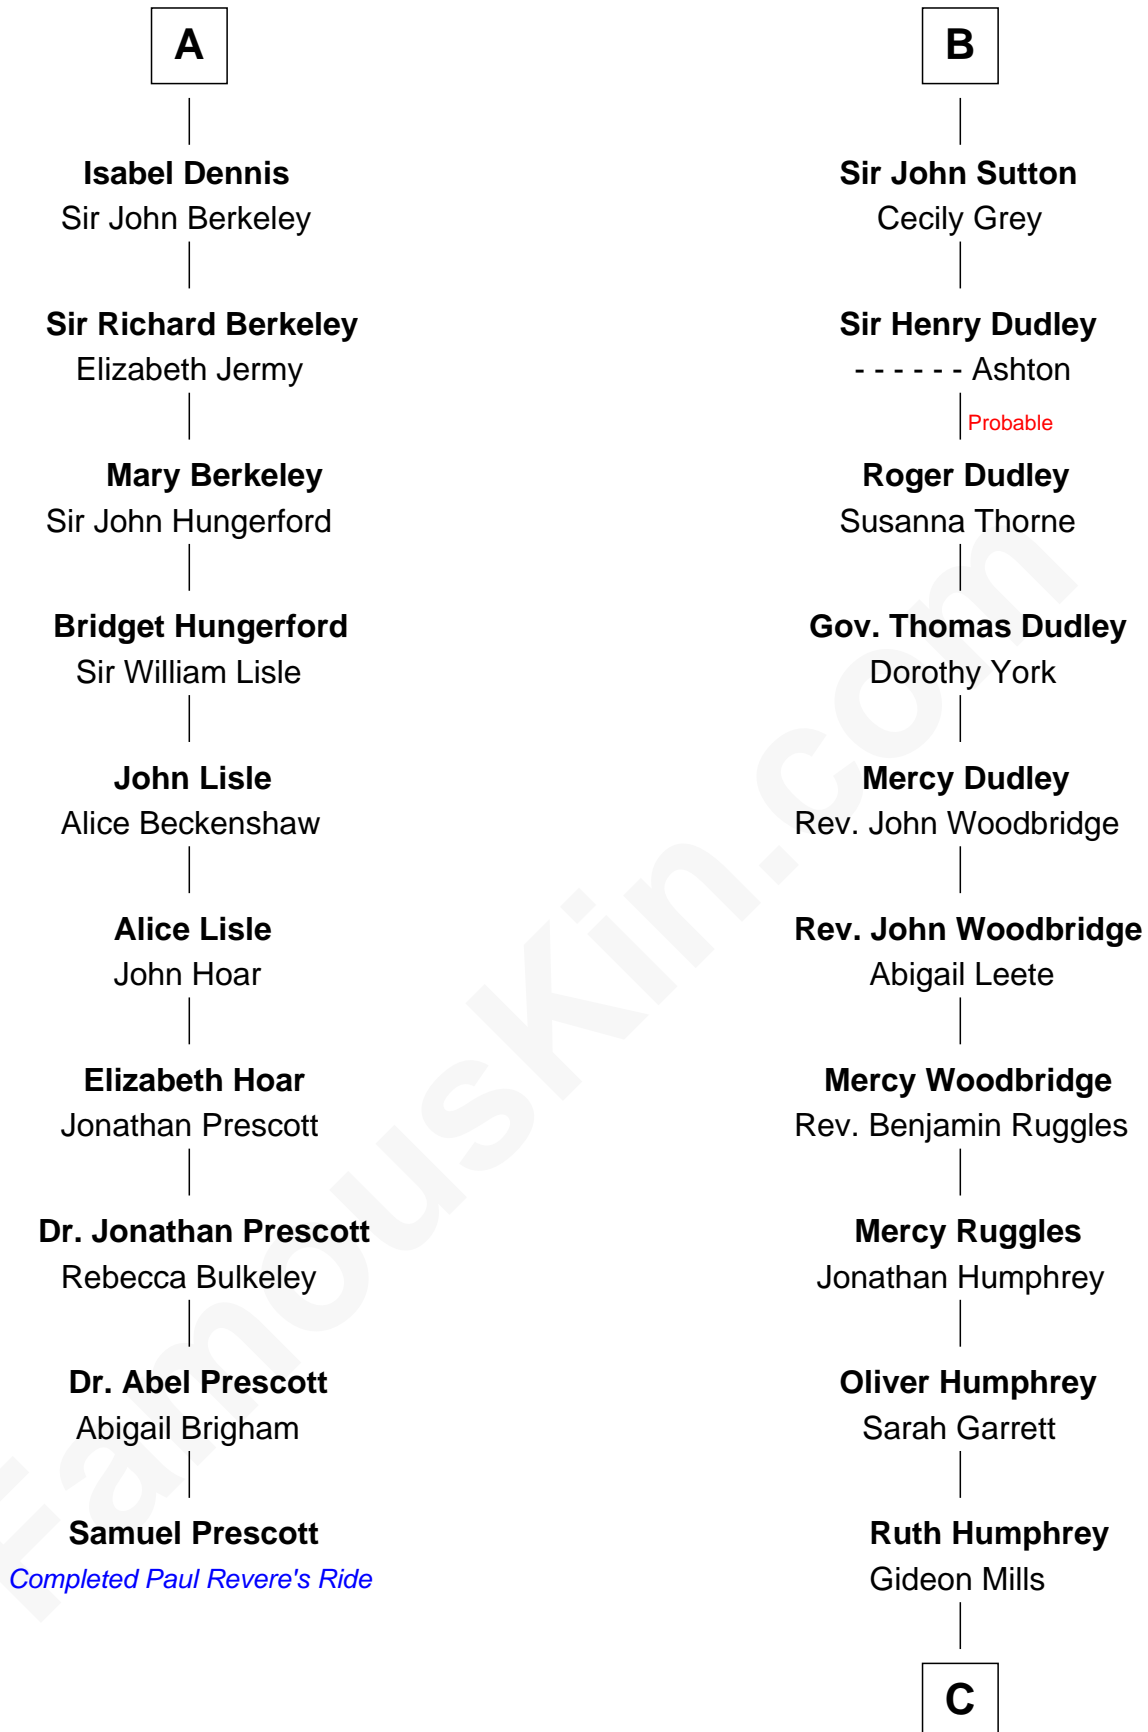 A
Isabel Dennis
Sir John Berkeley
Sir Richard Berkeley
Elizabeth Jermy
Mary Berkeley
Sir John Hungerford
Bridget Hungerford
Sir William Lisle
John Lisle
Alice Beckenshaw
Alice Lisle
John Hoar
Elizabeth Hoar
Jonathan Prescott
Dr. Jonathan Prescott
Rebecca Bulkeley
Dr. Abel Prescott
Abigail Brigham
Samuel Prescott
Completed Paul Revere's Ride
B
Sir John Sutton
Cecily Grey
Sir Henry Dudley
- - - - - - Ashton
Probable
Roger Dudley
Susanna Thorne
Gov. Thomas Dudley
Dorothy York
Mercy Dudley
Rev. John Woodbridge
Rev. John Woodbridge
Abigail Leete
Mercy Woodbridge
Rev. Benjamin Ruggles
Mercy Ruggles
Jonathan Humphrey
Oliver Humphrey
Sarah Garrett
Ruth Humphrey
Gideon Mills
C
FamousKin.com